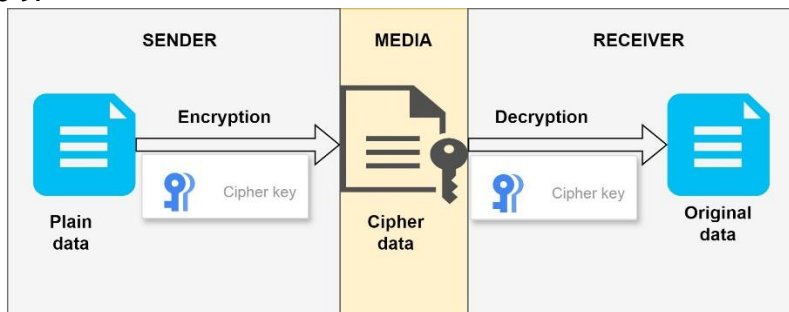 SENDER
MEDIA
RECEIVER
Encryption
Decryption
Cipher key
Cipher key
Plain
data
Cipher
data
Original
data